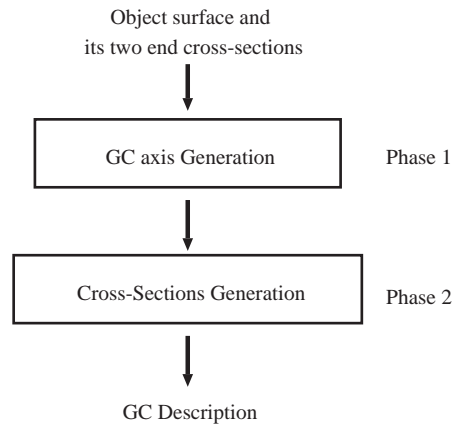 Object surface and
its two end cross-sections
GC axis Generation
Phase 1
Cross-Sections Generation
Phase 2
GC Description